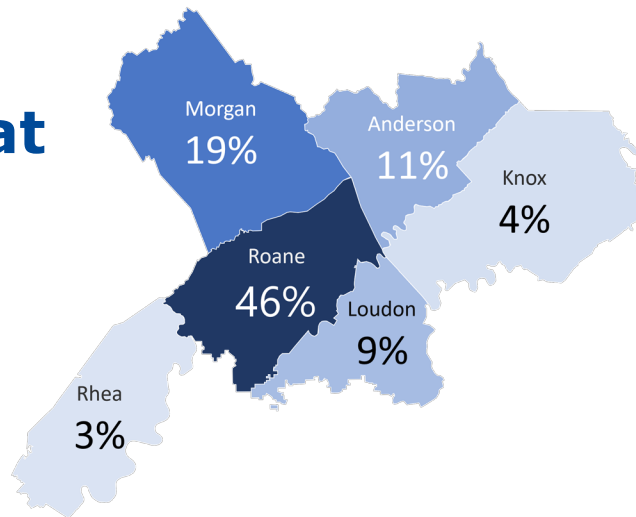 at
Morgan
19%
Anderson
11%
Knox
4%
Roane
46%
Loudon
9%
Rhea
3%